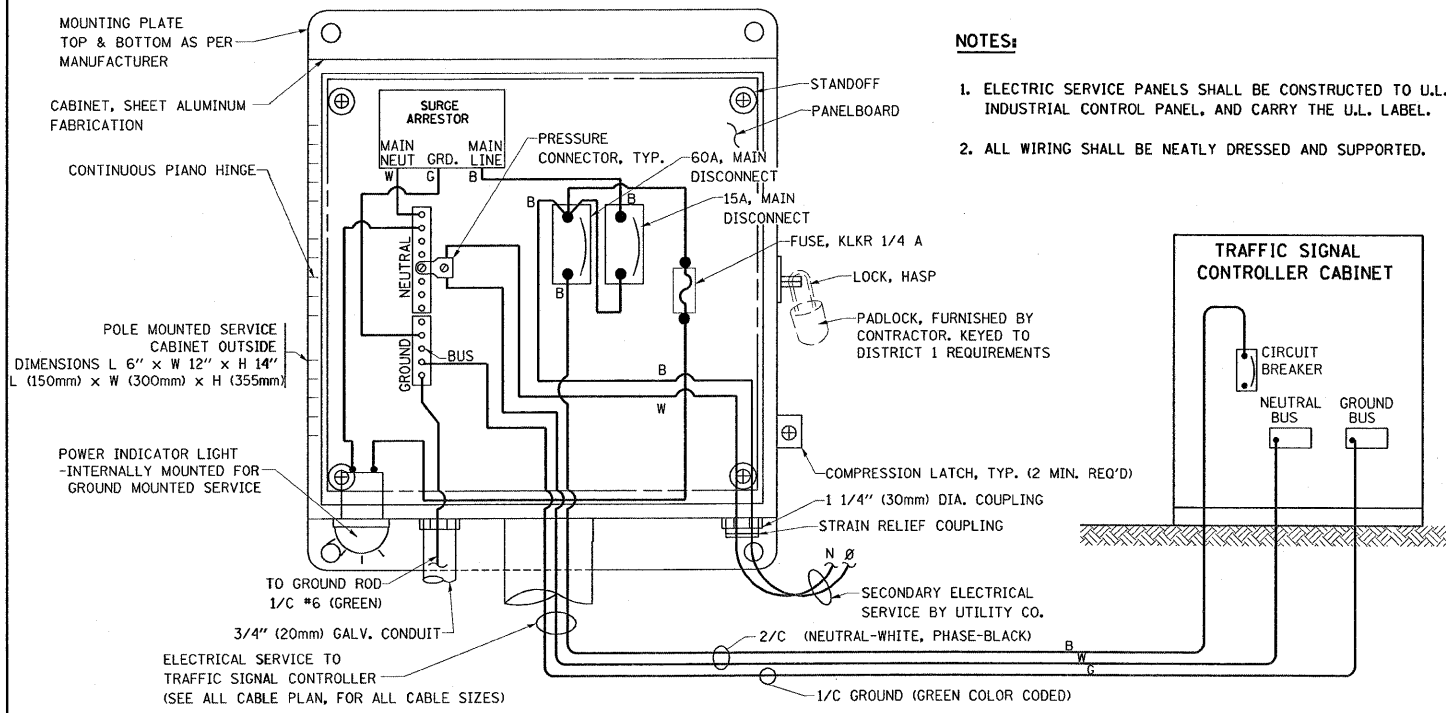 MOUNTING PLATE
TOP & BOTTOM AS PER
MANUFACTURER
CABINET, SHEET ALUMINUM
FABRICATION
CONTINUOUS PIANO HINGE
POLE MOUNTED SERVICE
CABINET OUTSIDE
DIMENSIONS L 6" x W 12" x H 14"
L (150mm) x W (300mm) x H (355mm)
POWER INDICATOR LIGHT
-INTERNALLY MOUNTED FOR
GROUND MOUNTED SERVICE
TO GROUND ROD
1/C #6 (GREEN)
3/4" (20mm) GALV. CONDUIT
ELECTRICAL SERVICE TO
TRAFFIC SIGNAL CONTROLLER
(SEE ALL CABLE PLAN, FOR ALL CABLE SIZES)
SURGE
ARRESTOR
MAIN
NEUT
GRD.
MAIN
LINE
W
G
B
NEUTRAL
GROUND
BUS
PRESSURE
CONNECTOR, TYP.
60A, MAIN
DISCONNECT
15A, MAIN
DISCONNECT
B
B
B
B
W
STANDOFF
PANELBOARD
FUSE, KLKR 1/4 A
LOCK, HASP
PADLOCK, FURNISHED BY
CONTRACTOR. KEYED TO
DISTRICT 1 REQUIREMENTS
COMPRESSION LATCH, TYP. (2 MIN. REQ'D)
1 1/4" (30mm) DIA. COUPLING
STRAIN RELIEF COUPLING
N Ø
SECONDARY ELECTRICAL
SERVICE BY UTILITY CO.
2/C (NEUTRAL-WHITE, PHASE-BLACK)
B
W
G
1/C GROUND (GREEN COLOR CODED)
NOTES:
1. ELECTRIC SERVICE PANELS SHALL BE CONSTRUCTED TO U.L.
INDUSTRIAL CONTROL PANEL, AND CARRY THE U.L. LABEL.
2. ALL WIRING SHALL BE NEATLY DRESSED AND SUPPORTED.
TRAFFIC SIGNAL
CONTROLLER CABINET
CIRCUIT
BREAKER
NEUTRAL
BUS
GROUND
BUS